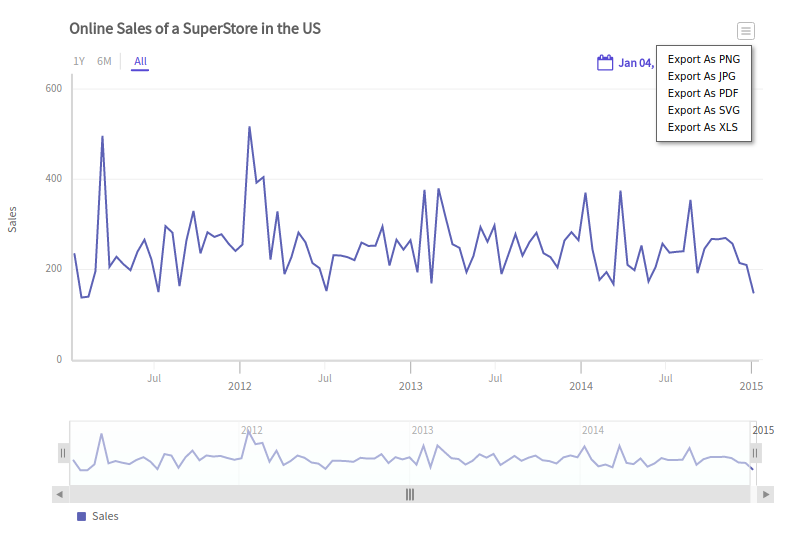 Online Sales of a SuperStore in the US
1Y 6M All
Jan 04,
Export As PNG
Export As JPG
Export As PDF
Export As SVG
Export As XLS
600
400
200
0
Sales
Jul 2012 Jul 2013 Jul 2014 Jul 2015
2012 2013 2014 2015
Sales